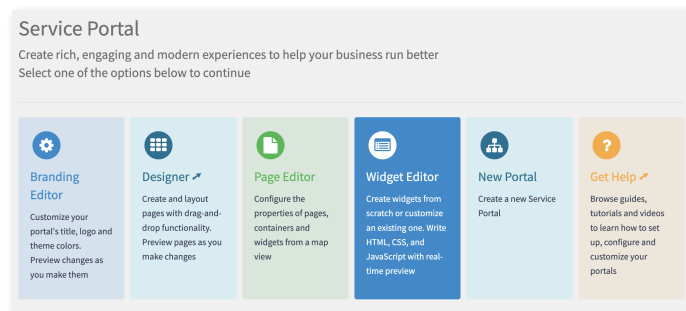 Service Portal
Create rich, engaging and modern experiences to help your business run better
Select one of the options below to continue
Branding
Editor
Customize your
portal's title, logo and
theme colors.
Preview changes as
you make them
Designer
Create and layout
pages with drag-and-
drop functionality.
Preview pages as you
make changes
Page Editor
Configure the
properties of pages,
containers and
widgets from a map
view
Widget Editor
Create widgets from
scratch or customize
an existing one. Write
HTML, CSS, and
JavaScript with real-
time preview
New Portal
Create a new Service
Portal
?
Get Help
Browse guides,
tutorials and videos
to learn how to set
up, configure and
customize your
portals